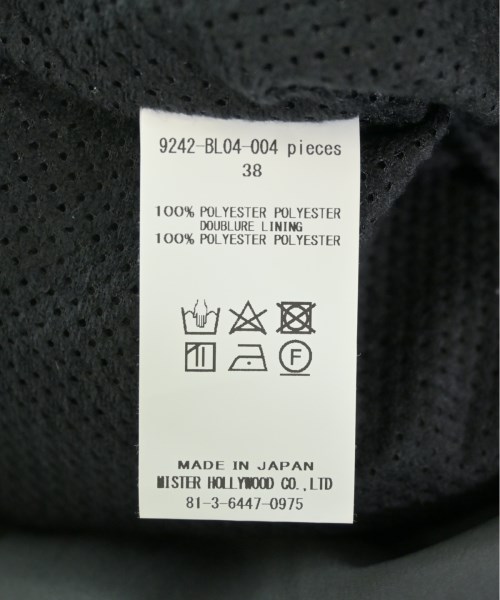 9242-BL04-004 pieces
38
100% POLYESTER POLYESTER
DOUBLURE LINING
100% POLYESTER POLYESTER
F
MADE IN JAPAN
MISTER HOLLYWOOD CO.,LTD
81-3-6447-0975